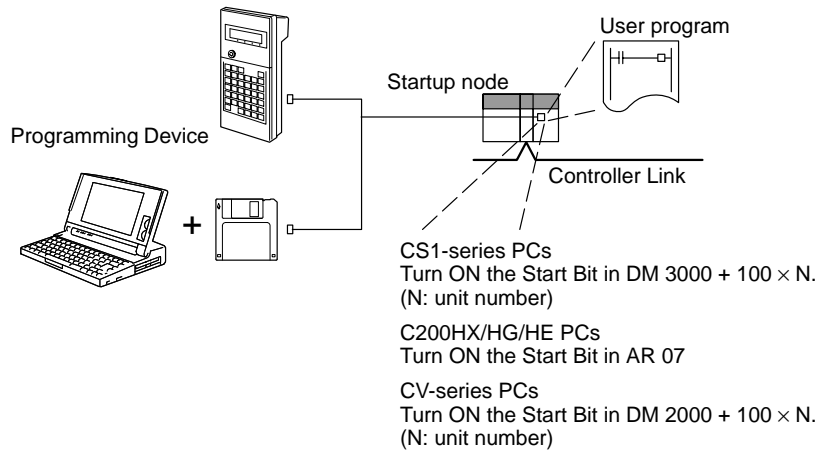 User program
Startup node
Programming Device
+
Controller Link
CS1-series PCs
Turn ON the Start Bit in DM 3000 + 100 × N.
(N: unit number)
C200HX/HG/HE PCs
Turn ON the Start Bit in AR 07
CV-series PCs
Turn ON the Start Bit in DM 2000 + 100 × N.
(N: unit number)